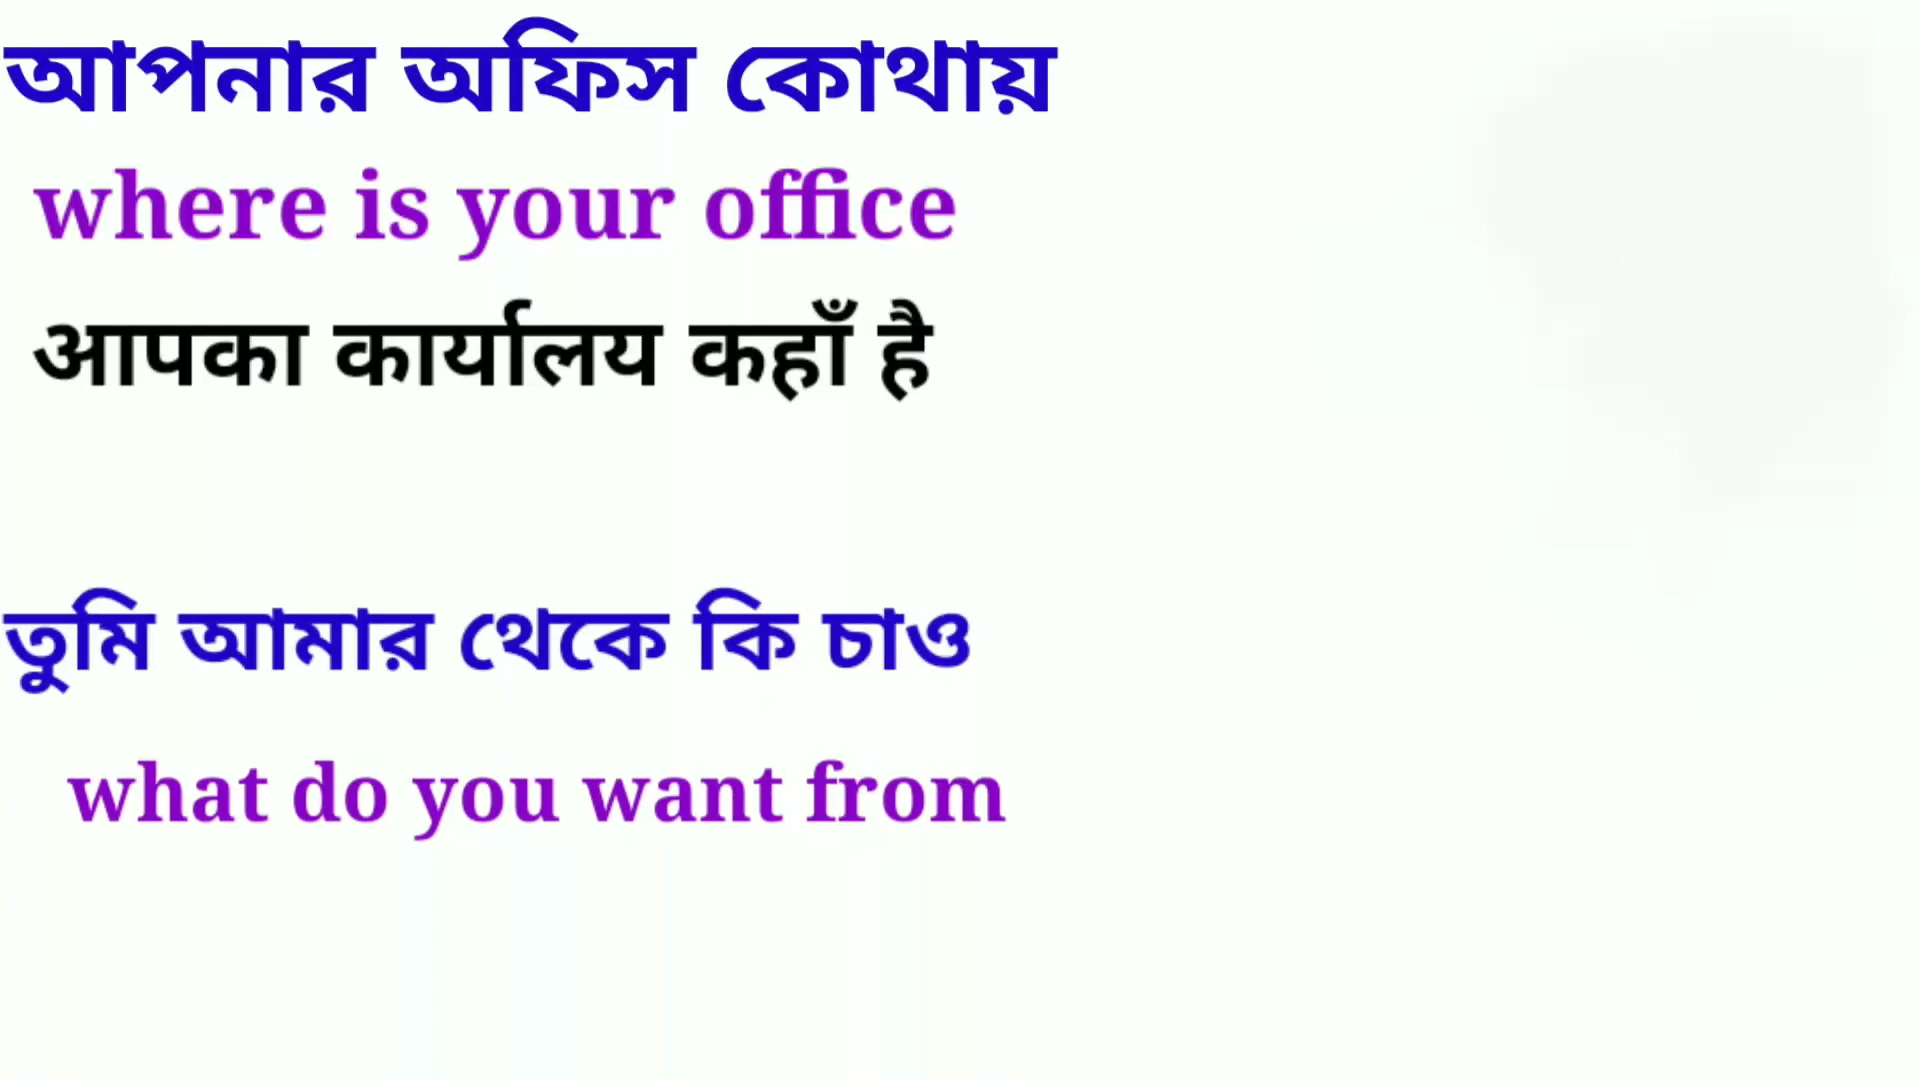 আপনার অফিস কোথায়
where is your office
आपका कार्यालय कहाँ है
তুমি আমার থেকে কি চাও
what do you want from